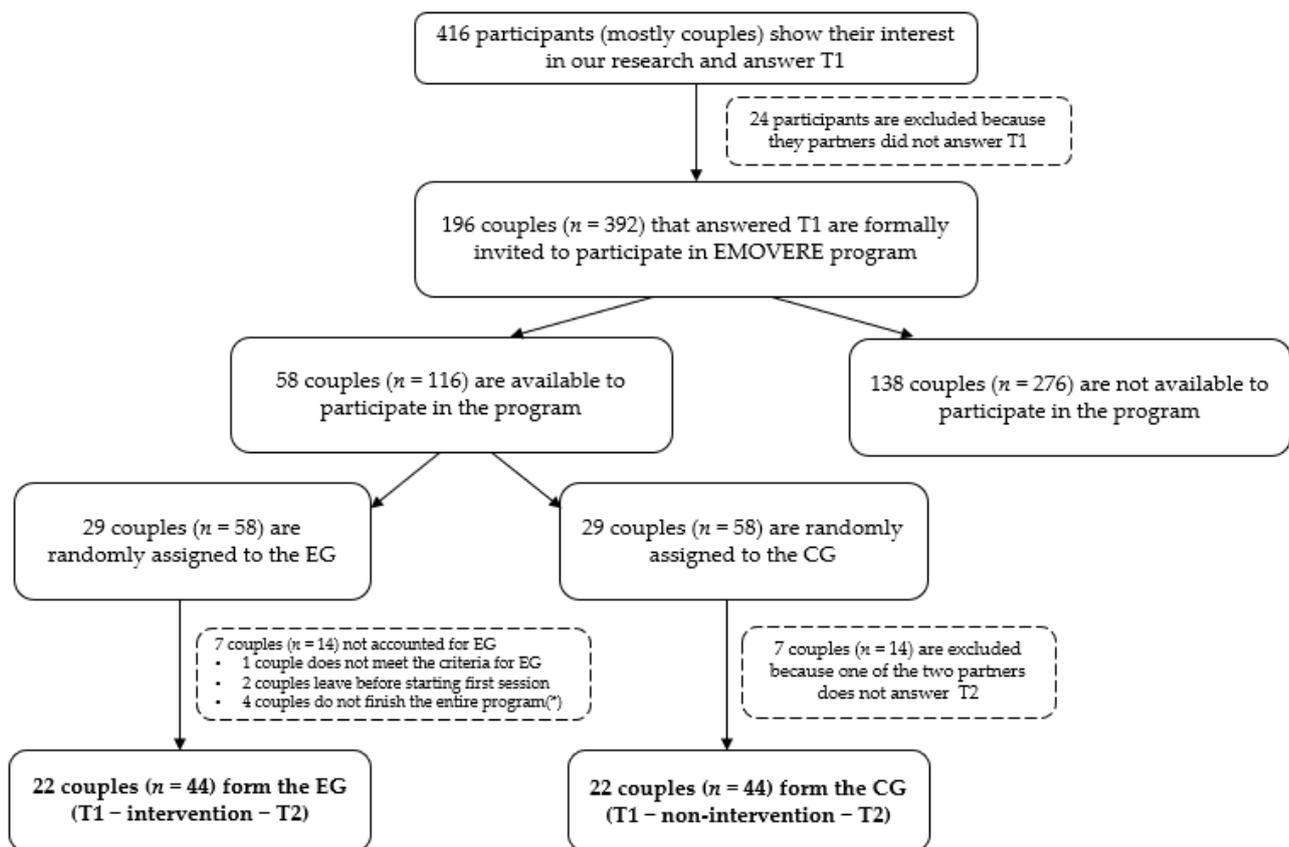 416 participants (mostly couples) show their interest
in our research and answer T1
24 participants are excluded because
they partners did not answer T1
196 couples (n = 392) that answered T1 are formally
invited to participate in EMOVERE program
58 couples (n = 116) are available to
participate in the program
138 couples (n = 276) are not available to
participate in the program
29 couples (n = 58) are
randomly assigned to the EG
29 couples (n = 58) are randomly
assigned to the CG
7 couples (n = 14) not accounted for EG
• 1 couple does not meet the criteria for EG
• 2 couples leave before starting first session
• 4 couples do not finish the entire program(*)
7 couples (n = 14) are excluded
because one of the two partners
does not answer T2
22 couples (n = 44) form the EG
(T1 – intervention – T2)
22 couples (n = 44) form the CG
(T1 – non-intervention – T2)